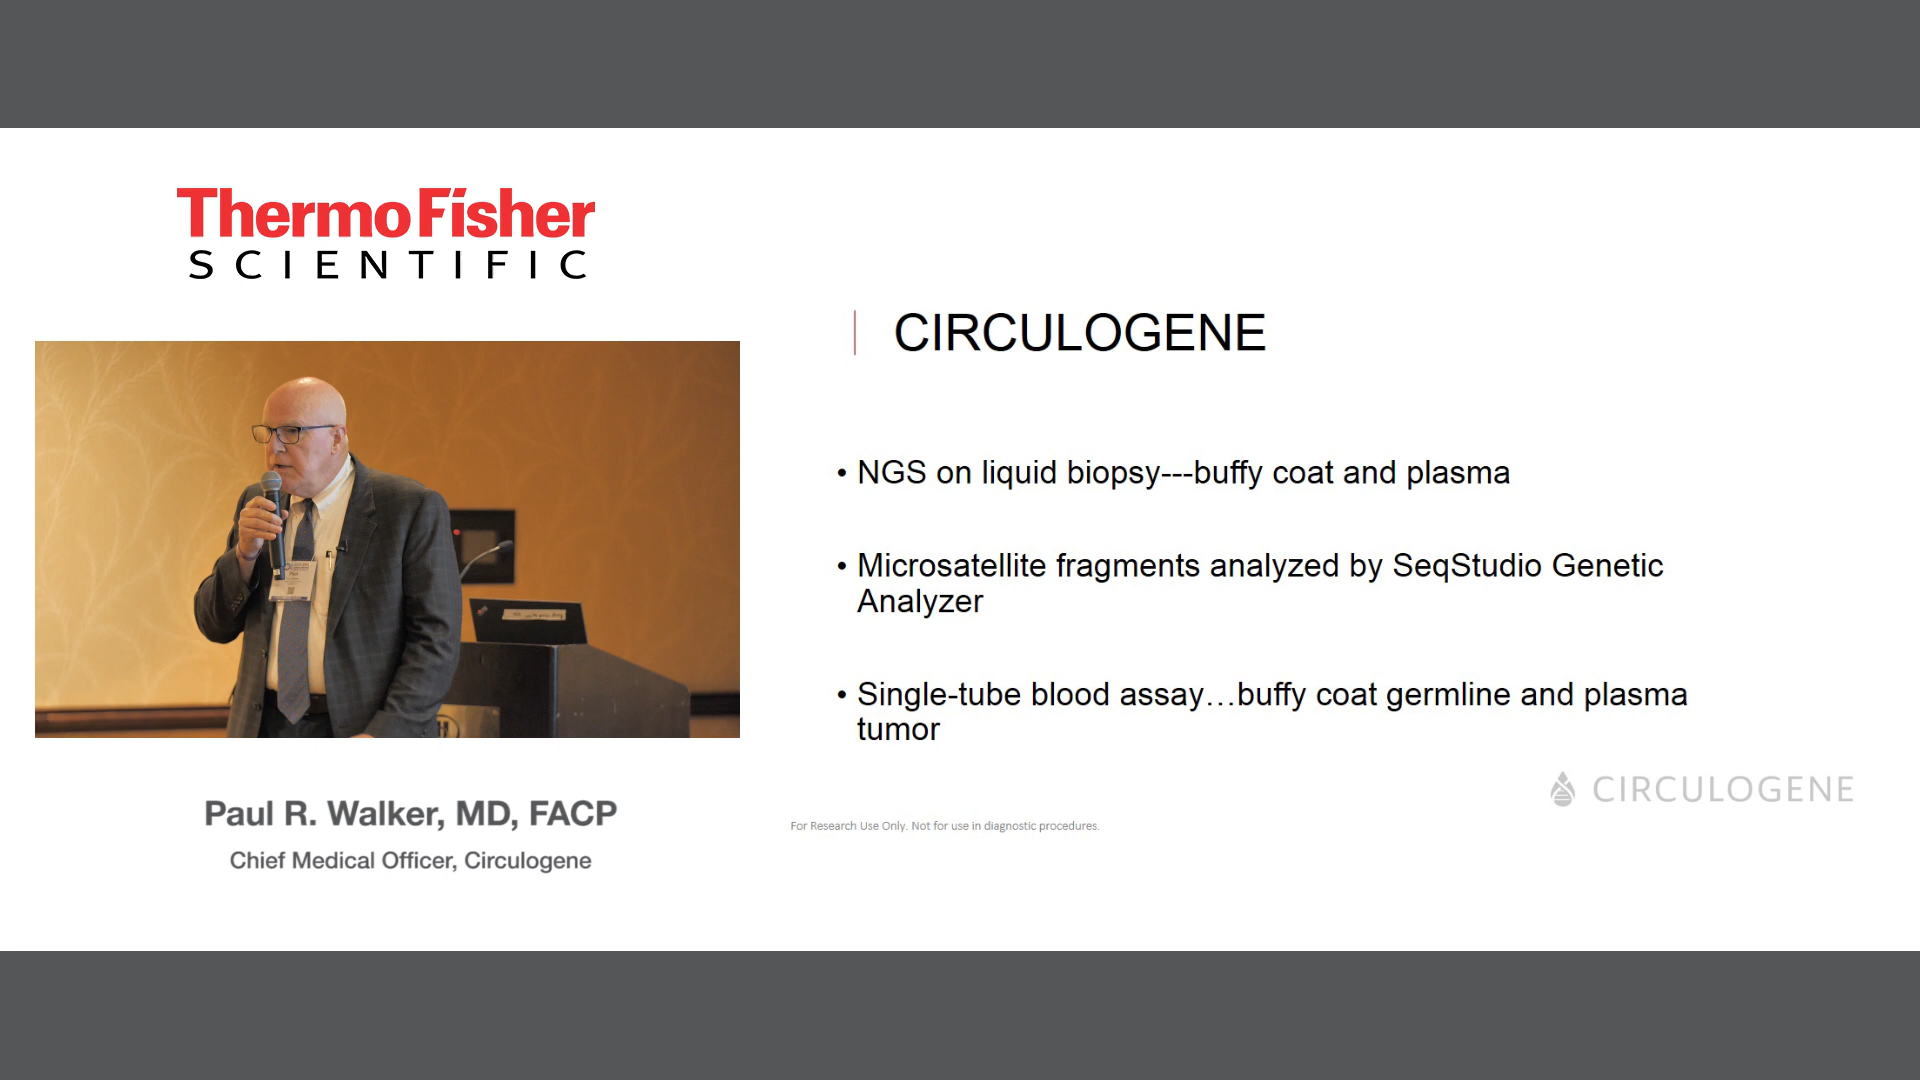 ThermoFisher
SCIENTIFIC
CIRCULOGENE
• NGS on liquid biopsy---buffy coat and plasma
• Microsatellite fragments analyzed by SeqStudio Genetic
Analyzer
• Single-tube blood assay…buffy coat germline and plasma
tumor
CIRCULOGENE
For Research Use Only. Not for use in diagnostic procedures.
Paul R. Walker, MD, FACP
Chief Medical Officer, Circulogene